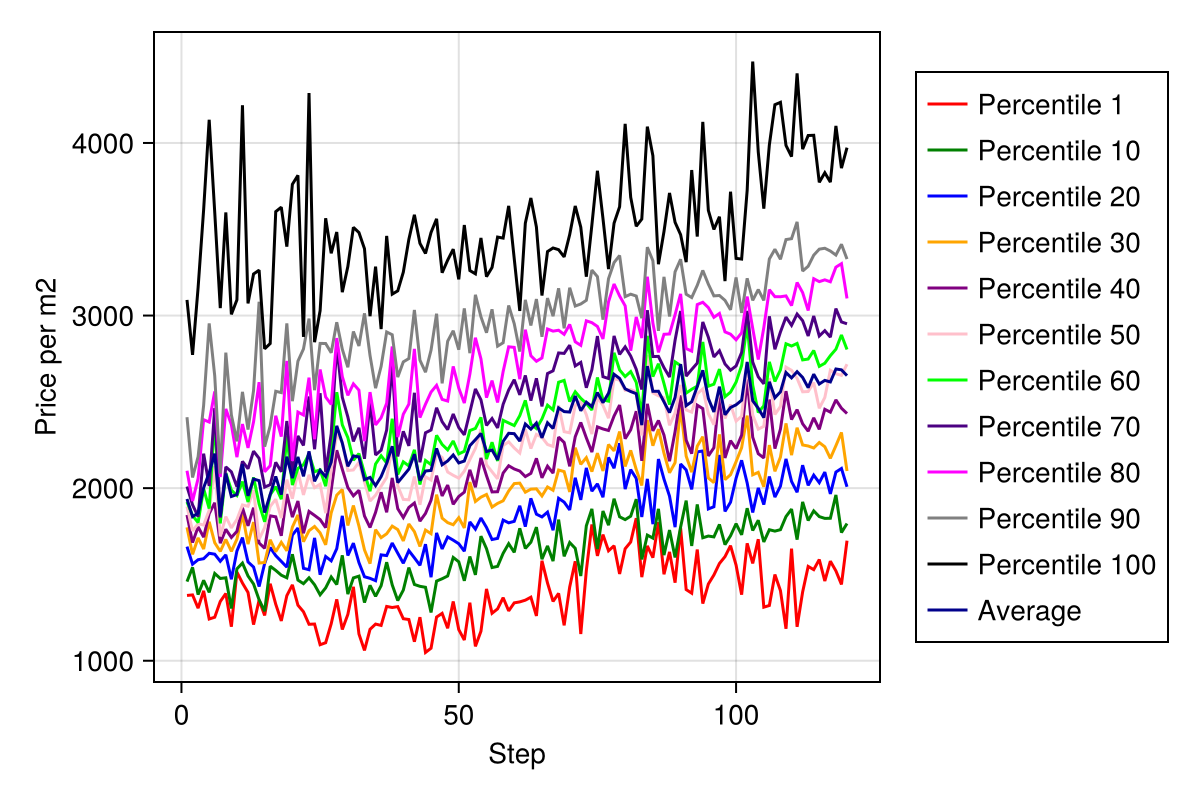 4000
3000
2000
1000
Price per m2
0
50
100
Step
Percentile 1
Percentile 10
Percentile 20
Percentile 30
Percentile 40
Percentile 50
Percentile 60
Percentile 70
Percentile 80
Percentile 90
Percentile 100
Average